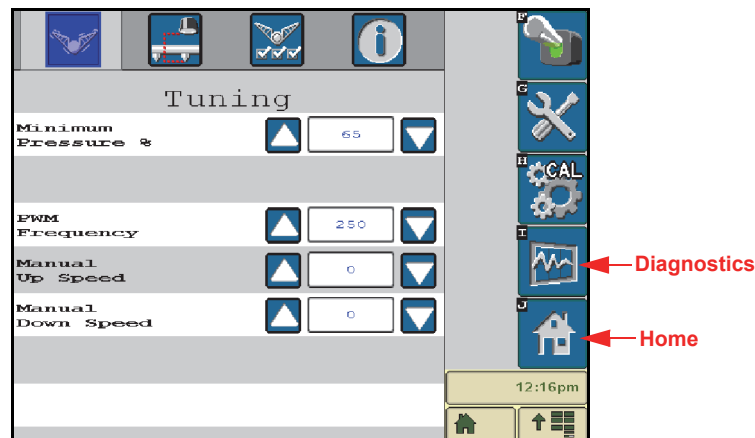 Tuning
Minimum
Pressure %
65
PWM
Frequency
250
Manual
Up Speed
0
Manual
Down Speed
0
F
G
H
CAL
I
Diagnostics
J
Home
12:16pm